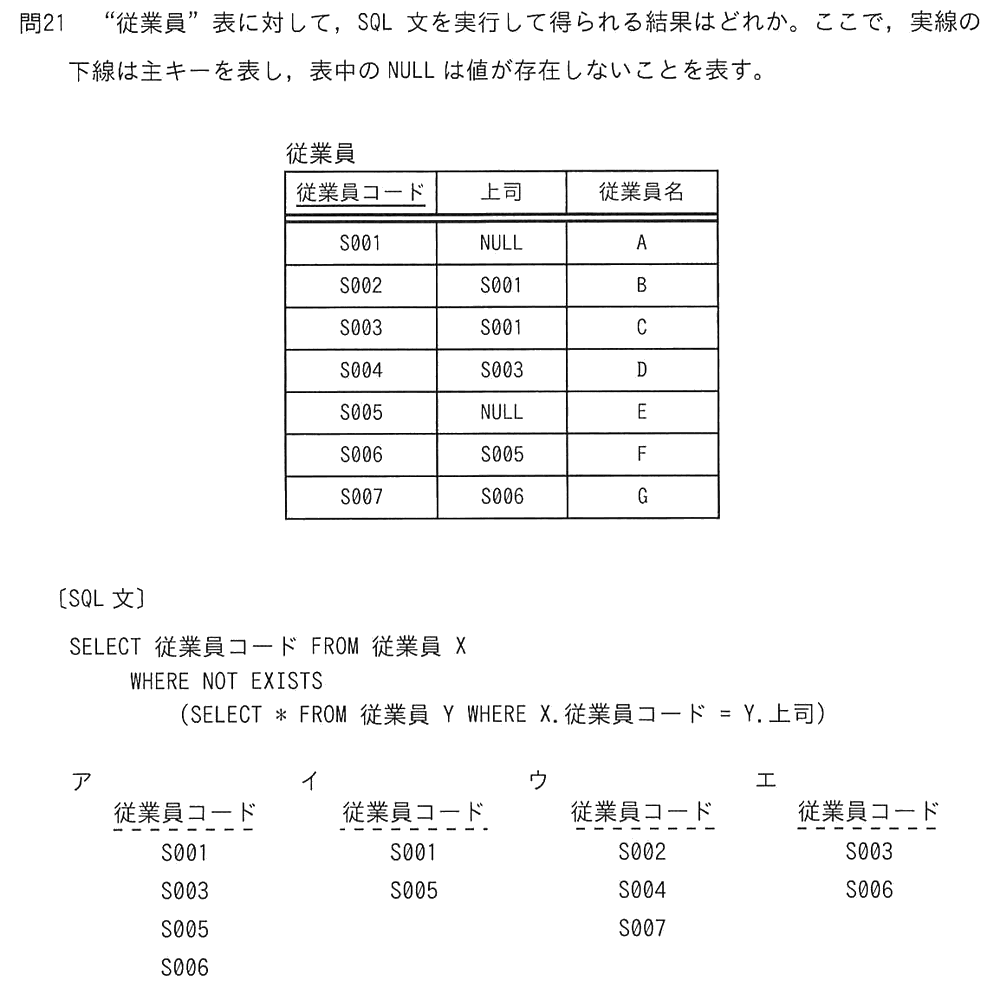 問21 “従業員”表に対して，SQL 文を実行して得られる結果はどれか。ここで，実線の
下線は主キーを表し，表中の NULL は値が存在しないことを表す。
従業員
従業員コード 上司 従業員名
S001 NULL A
S002 S001 B
S003 S001 C
S004 S003 D
S005 NULL E
S006 S005 F
S007 S006 G
〔SQL 文〕
SELECT 従業員コード FROM 従業員 X
WHERE NOT EXISTS
(SELECT * FROM 従業員 Y WHERE X.従業員コード = Y.上司)
ア イ ウ エ
従業員コード 従業員コード 従業員コード 従業員コード
S001 S001 S002 S003
S003 S005 S004 S006
S005 S007
S006